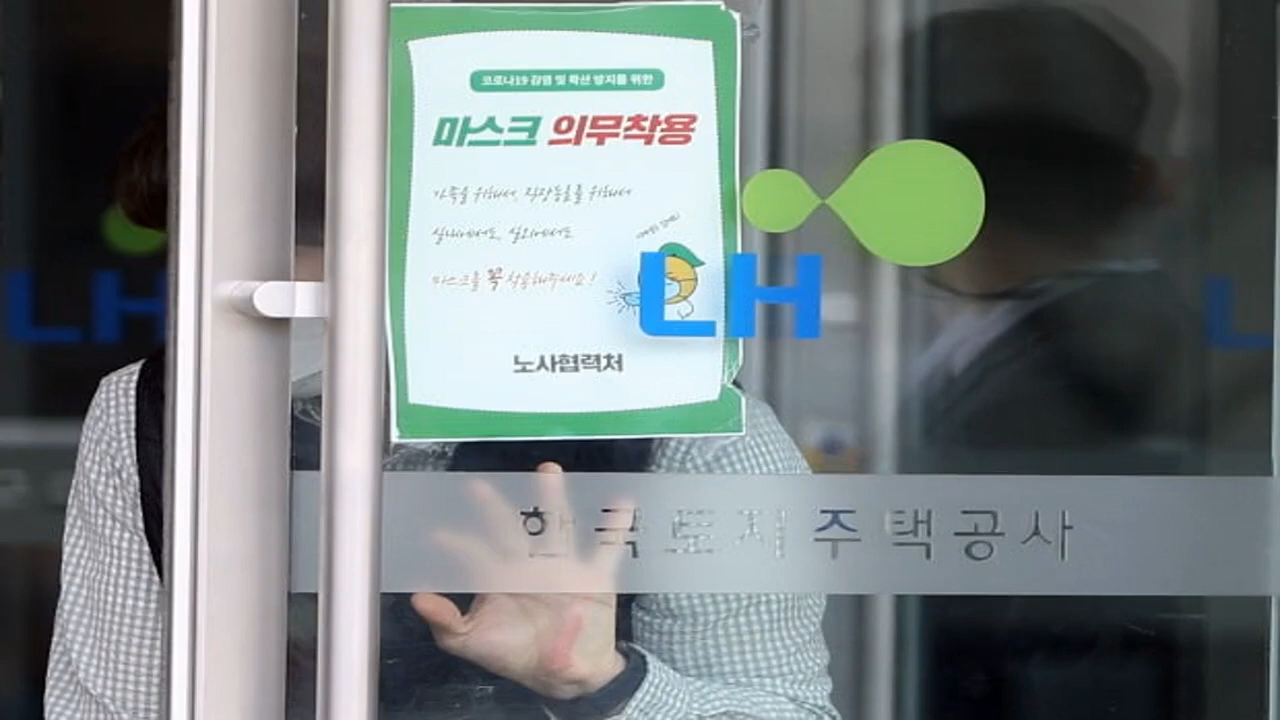 코로나19 감염 및 확산 방지를 위한
마스크 의무착용
가족을 위해서, 직장동료를 위해서
실내에서도, 실외에서도
마스크를 꼭 착용해주세요!
노사협력처
LH
LH
L
한국토지주택공사